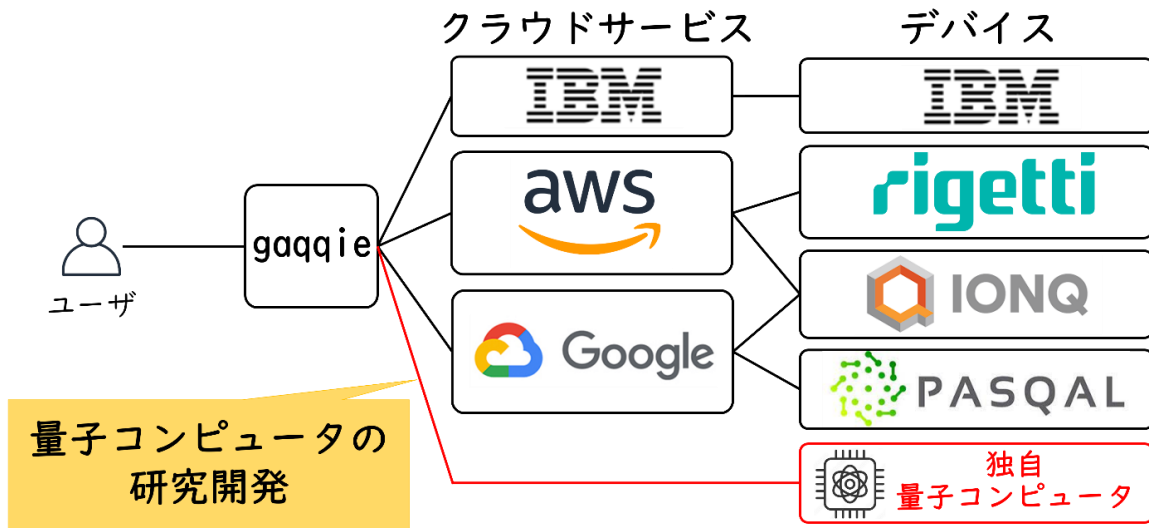 クラウドサービス
デバイス
IBM
IBM
aws
rigetti
gaqqie
ユーザ
IONQ
Google
PASQAL
量子コンピュータの
研究開発
独自
量子コンピュータ